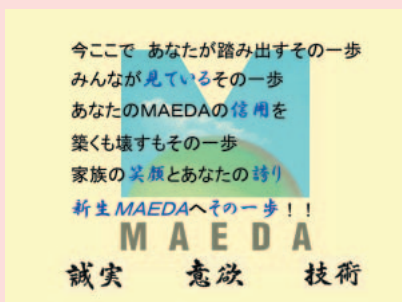 今ここで あなたが踏み出すその一歩
みんなが見ているその一歩
あなたのMAEDAの信用を
築くも壊すもその一歩
家族の笑顔とあなたの誇り
新生MAEDAへその一歩！！
MAEDA
誠実 意欲 技術